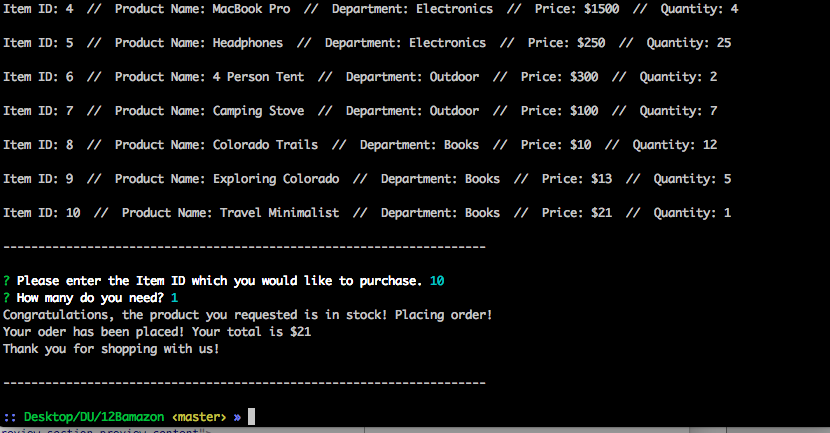 Item ID: 4 // Product Name: MacBook Pro // Department: Electronics // Price: $1500 // Quantity: 4
Item ID: 5 // Product Name: Headphones // Department: Electronics // Price: $250 // Quantity: 25
Item ID: 6 // Product Name: 4 Person Tent // Department: Outdoor // Price: $300 // Quantity: 2
Item ID: 7 // Product Name: Camping Stove // Department: Outdoor // Price: $100 // Quantity: 7
Item ID: 8 // Product Name: Colorado Trails // Department: Books // Price: $10 // Quantity: 12
Item ID: 9 // Product Name: Exploring Colorado // Department: Books // Price: $13 // Quantity: 5
Item ID: 10 // Product Name: Travel Minimalist // Department: Books // Price: $21 // Quantity: 1
---------------------------------------------------------------------
? Please enter the Item ID which you would like to purchase. 10
? How many do you need? 1
Congratulations, the product you requested is in stock! Placing order!
Your oder has been placed! Your total is $21
Thank you for shopping with us!
---------------------------------------------------------------------
:: Desktop/DU/12Bamazon <master> »